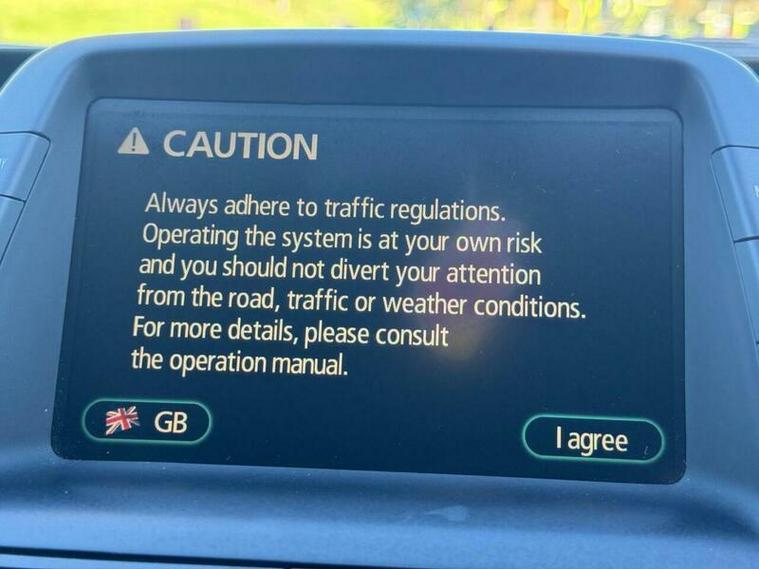 CAUTION
Always adhere to traffic regulations.
Operating the system is at your own risk
and you should not divert your attention
from the road, traffic or weather conditions.
For more details, please consult
the operation manual.
GB
I agree